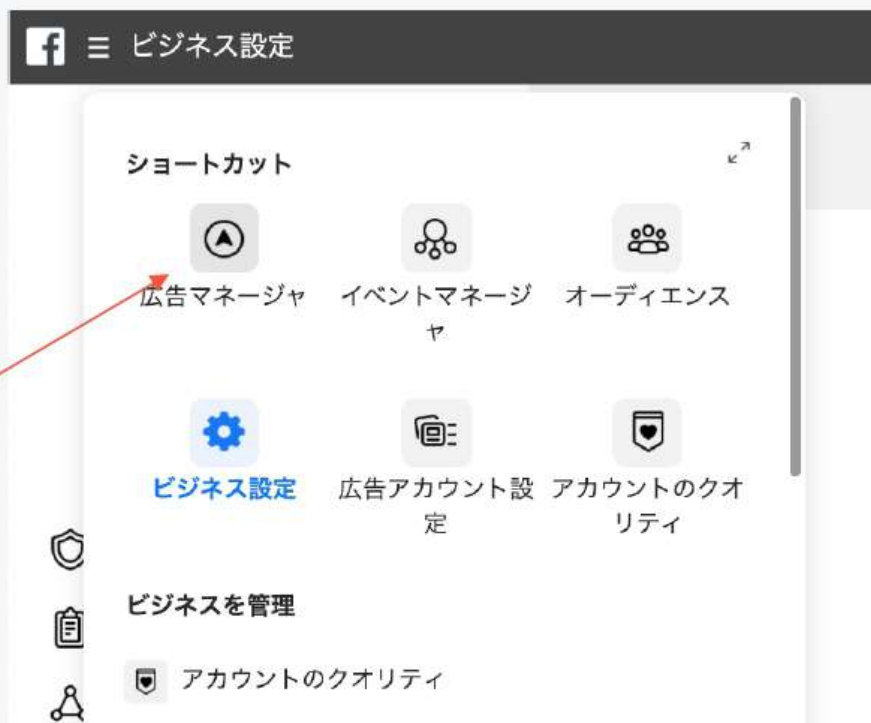 ビジネス設定
ショートカット
広告マネージャ
イベントマネージ
ャ
オーディエンス
ビジネス設定
広告アカウント設
定
アカウントのクオ
リティ
ビジネスを管理
アカウントのクオリティ